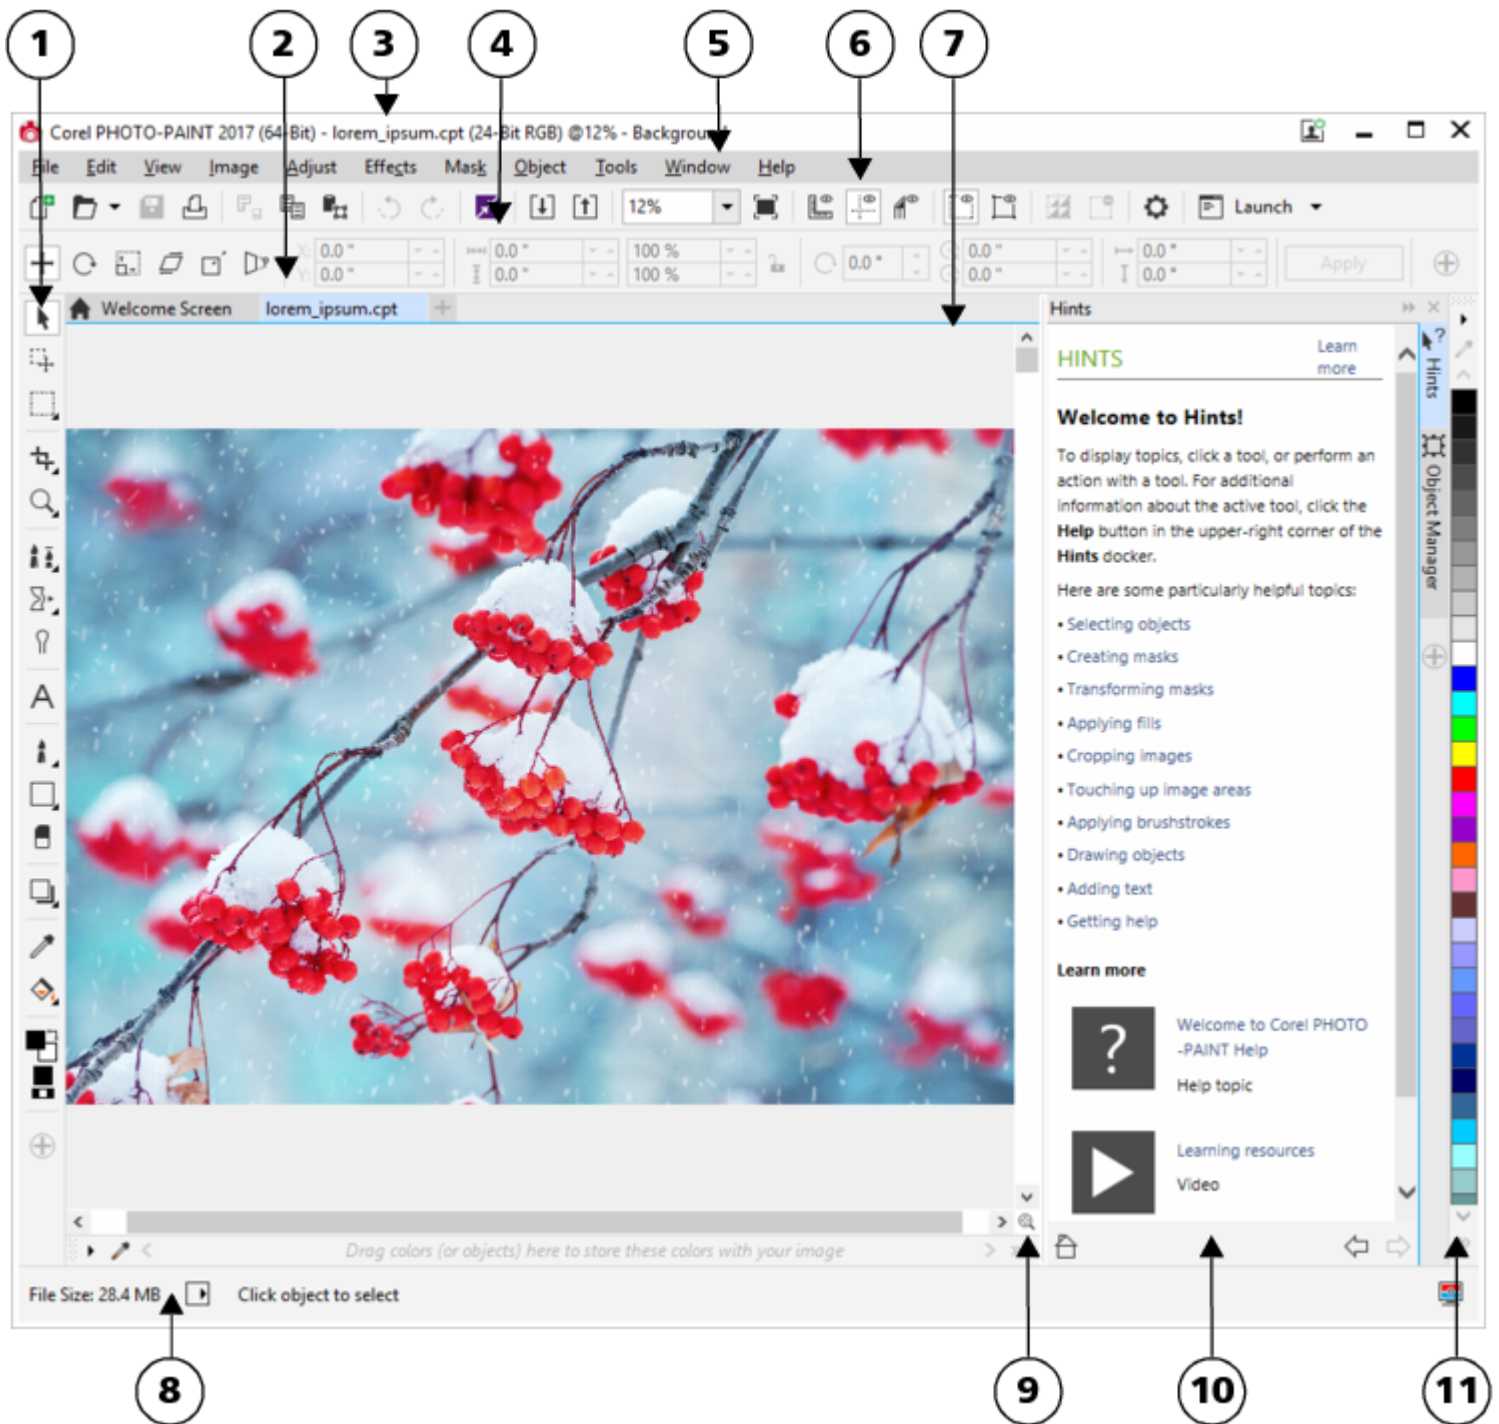 1 2 3 4 5 6 7
Corel PHOTO-PAINT 2017 (64-Bit) - lorem_ipsum.cpt (24-Bit RGB) @12% -
File Edit View Image Adjust Effects Mask Object Tools Window Help
12% Launch
X: 0.0 " 0.0 " 100 % 0.0 ° 0.0 " 0.0 " Apply
Y: 0.0 " 0.0 " 100 % 0.0 " 0.0 "
Welcome Screen lorem_ipsum.cpt Hints
HINTS
Learn
more
Welcome to Hints!
To display topics, click a tool, or perform an
action with a tool. For additional
information about the active tool, click the
Help button in the upper-right corner of the
Hints docker.
Here are some particularly helpful topics:
• Selecting objects
• Creating masks
• Transforming masks
• Applying fills
• Cropping images
• Touching up image areas
• Applying brushstrokes
• Drawing objects
• Adding text
• Getting help
Learn more
?
Welcome to Corel PHOTO
-PAINT Help
Help topic
Learning resources
Video
Hints
Object Manager
A
Drag colors (or objects) here to store these colors with your image
File Size: 28.4 MB Click object to select
8 9 10 11